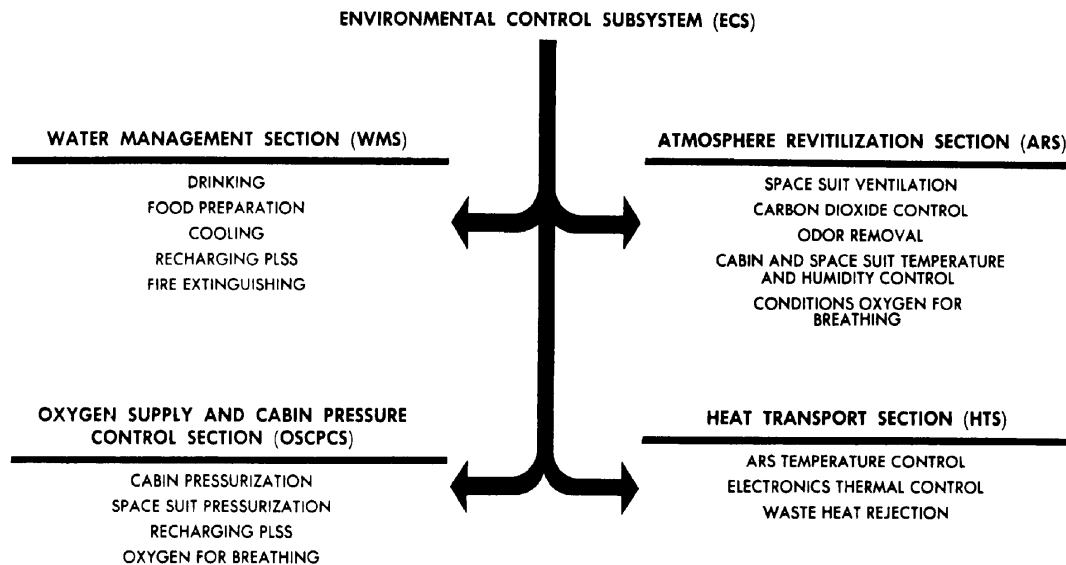 ENVIRONMENTAL CONTROL SUBSYSTEM (ECS)
WATER MANAGEMENT SECTION (WMS)
DRINKING
FOOD PREPARATION
COOLING
RECHARGING PLSS
FIRE EXTINGUISHING
ATMOSPHERE REVITILIZATION SECTION (ARS)
SPACE SUIT VENTILATION
CARBON DIOXIDE CONTROL
ODOR REMOVAL
CABIN AND SPACE SUIT TEMPERATURE
AND HUMIDITY CONTROL
CONDITIONS OXYGEN FOR
BREATHING
OXYGEN SUPPLY AND CABIN PRESSURE
CONTROL SECTION (OSCPCS)
CABIN PRESSURIZATION
SPACE SUIT PRESSURIZATION
RECHARGING PLSS
OXYGEN FOR BREATHING
HEAT TRANSPORT SECTION (HTS)
ARS TEMPERATURE CONTROL
ELECTRONICS THERMAL CONTROL
WASTE HEAT REJECTION